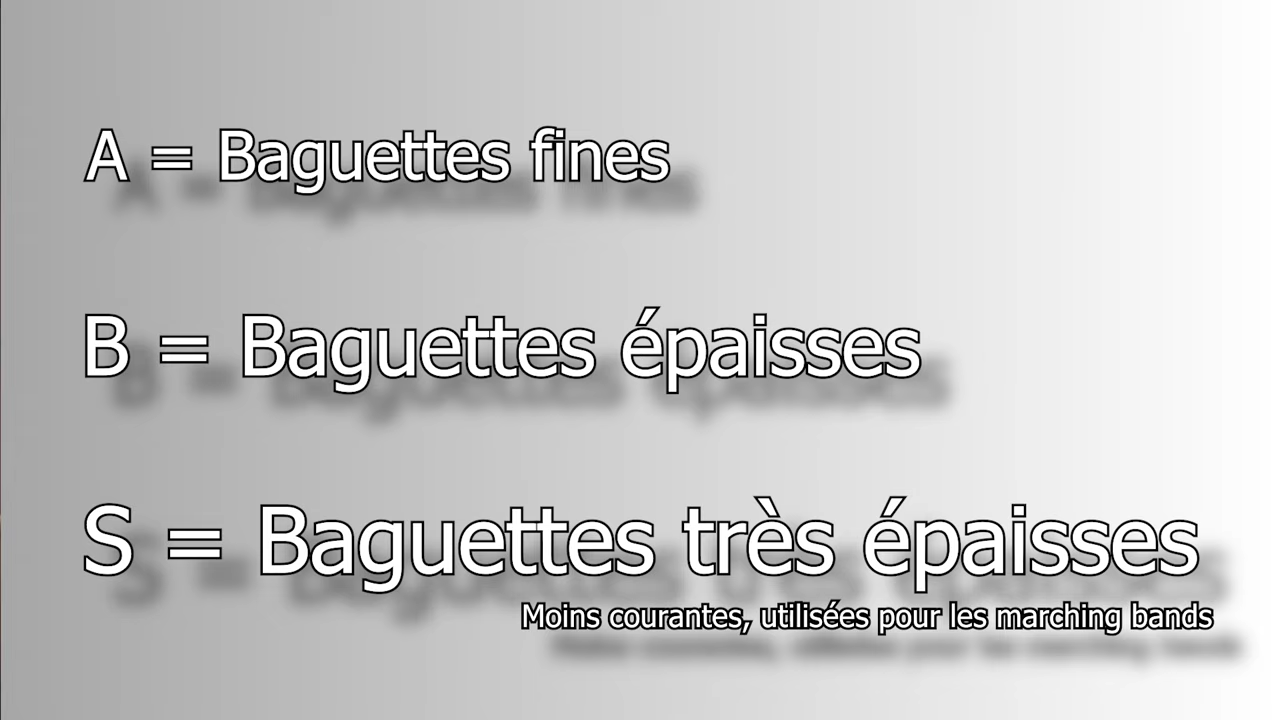 A = Baguettes fines
B = Baguettes épaisses
S = Baguettes très épaisses
Moins courantes, utilisées pour les marching bands